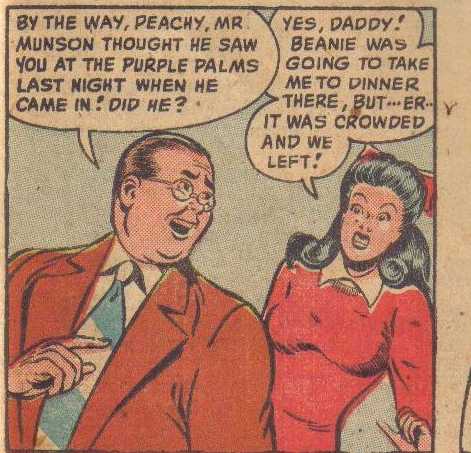 BY THE WAY, PEACHY, MR.
MUNSON THOUGHT HE SAW
YOU AT THE PURPLE PALMS
LAST NIGHT WHEN HE
CAME IN! DID HE?
YES, DADDY!
BEANIE WAS
GOING TO TAKE
ME TO DINNER
THERE, BUT...ER..
IT WAS CROWDED
AND WE
LEFT!